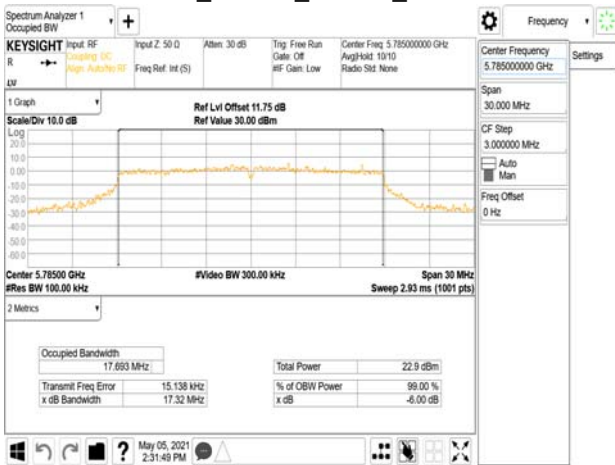 Spectrum Analyzer 1
Occupied BW
Frequency
KEYSIGHT
R
Input: RF
Coupling: DC
Align: Auto/No RF
Input Z: 50 Ω
Freq Ref: Int (S)
Atten: 30 dB
Trig: Free Run
Gate: Off
#IF Gain: Low
Center Freq: 5.785000000 GHz
Avg|Hold: 10/10
Radio Std: None
Center Frequency
5.785000000 GHz
Settings
Span
30.000 MHz
CF Step
3.000000 MHz
Auto
Man
Freq Offset
0 Hz
1 Graph
Scale/Div 10.0 dB
Ref Lvl Offset 11.75 dB
Ref Value 30.00 dBm
Log
20.0
10.0
0.00
-10.0
-20.0
-30.0
-40.0
-50.0
-60.0
Center 5.78500 GHz
#Video BW 300.00 kHz
Span 30 MHz
#Res BW 100.00 kHz
Sweep 2.93 ms (1001 pts)
2 Metrics
Occupied Bandwidth
17.693 MHz
Total Power 22.9 dBm
Transmit Freq Error 15.138 kHz
% of OBW Power 99.00 %
x dB Bandwidth 17.32 MHz
x dB -6.00 dB
?
May 05, 2021
2:31:49 PM